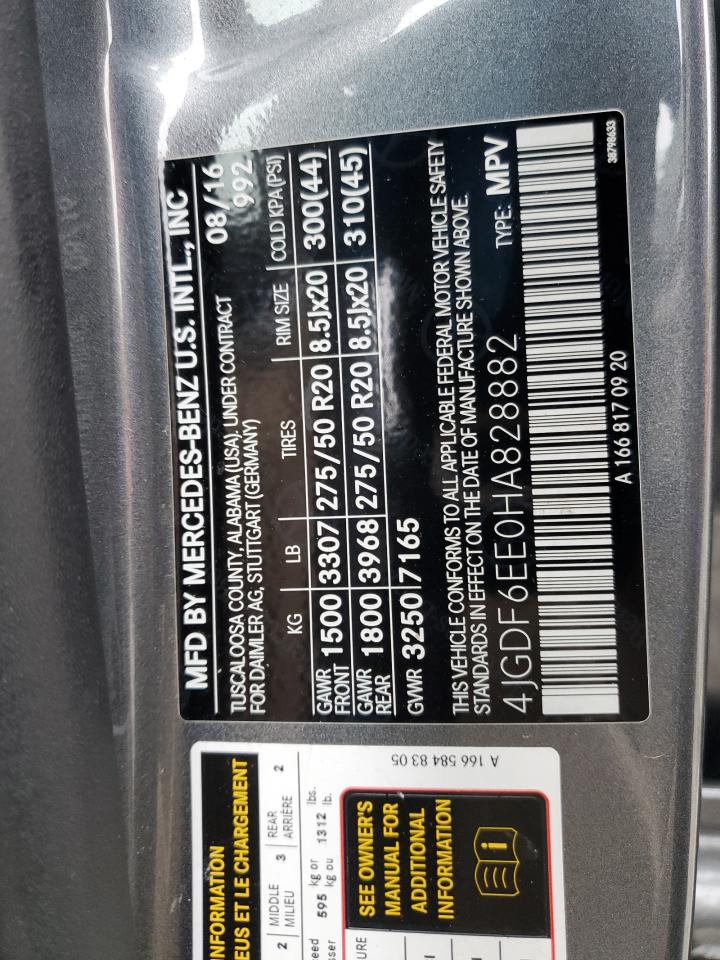 MFD BY MERCEDES-BENZ U.S. INTL., INC
TUSCALOOSA COUNTY, ALABAMA (USA), UNDER CONTRACT 08/16
FOR DAIMLER AG, STUTTGART (GERMANY) 992
KG LB TIRES RIM SIZE COLD KPA (PSI)
GAWR FRONT 1500 3307 275/50 R20 8.5Jx20 300(44)
GAWR REAR 1800 3968 275/50 R20 8.5Jx20 310(45)
GVWR 3250 7165
THIS VEHICLE CONFORMS TO ALL APPLICABLE FEDERAL MOTOR VEHICLE SAFETY
STANDARDS IN EFFECT ON THE DATE OF MANUFACTURE SHOWN ABOVE.
4JGDF6EE0HA828882 TYPE: MPV
A 166 817 09 20
38798633
INFORMATION
EUS ET LE CHARGEMENT
2 MIDDLE MILIEU 3 REAR ARRIÈRE 2
595 kg or 1312 lbs.
kg ou lb.
SEE OWNER'S
MANUAL FOR
ADDITIONAL
INFORMATION
A 166 584 83 05